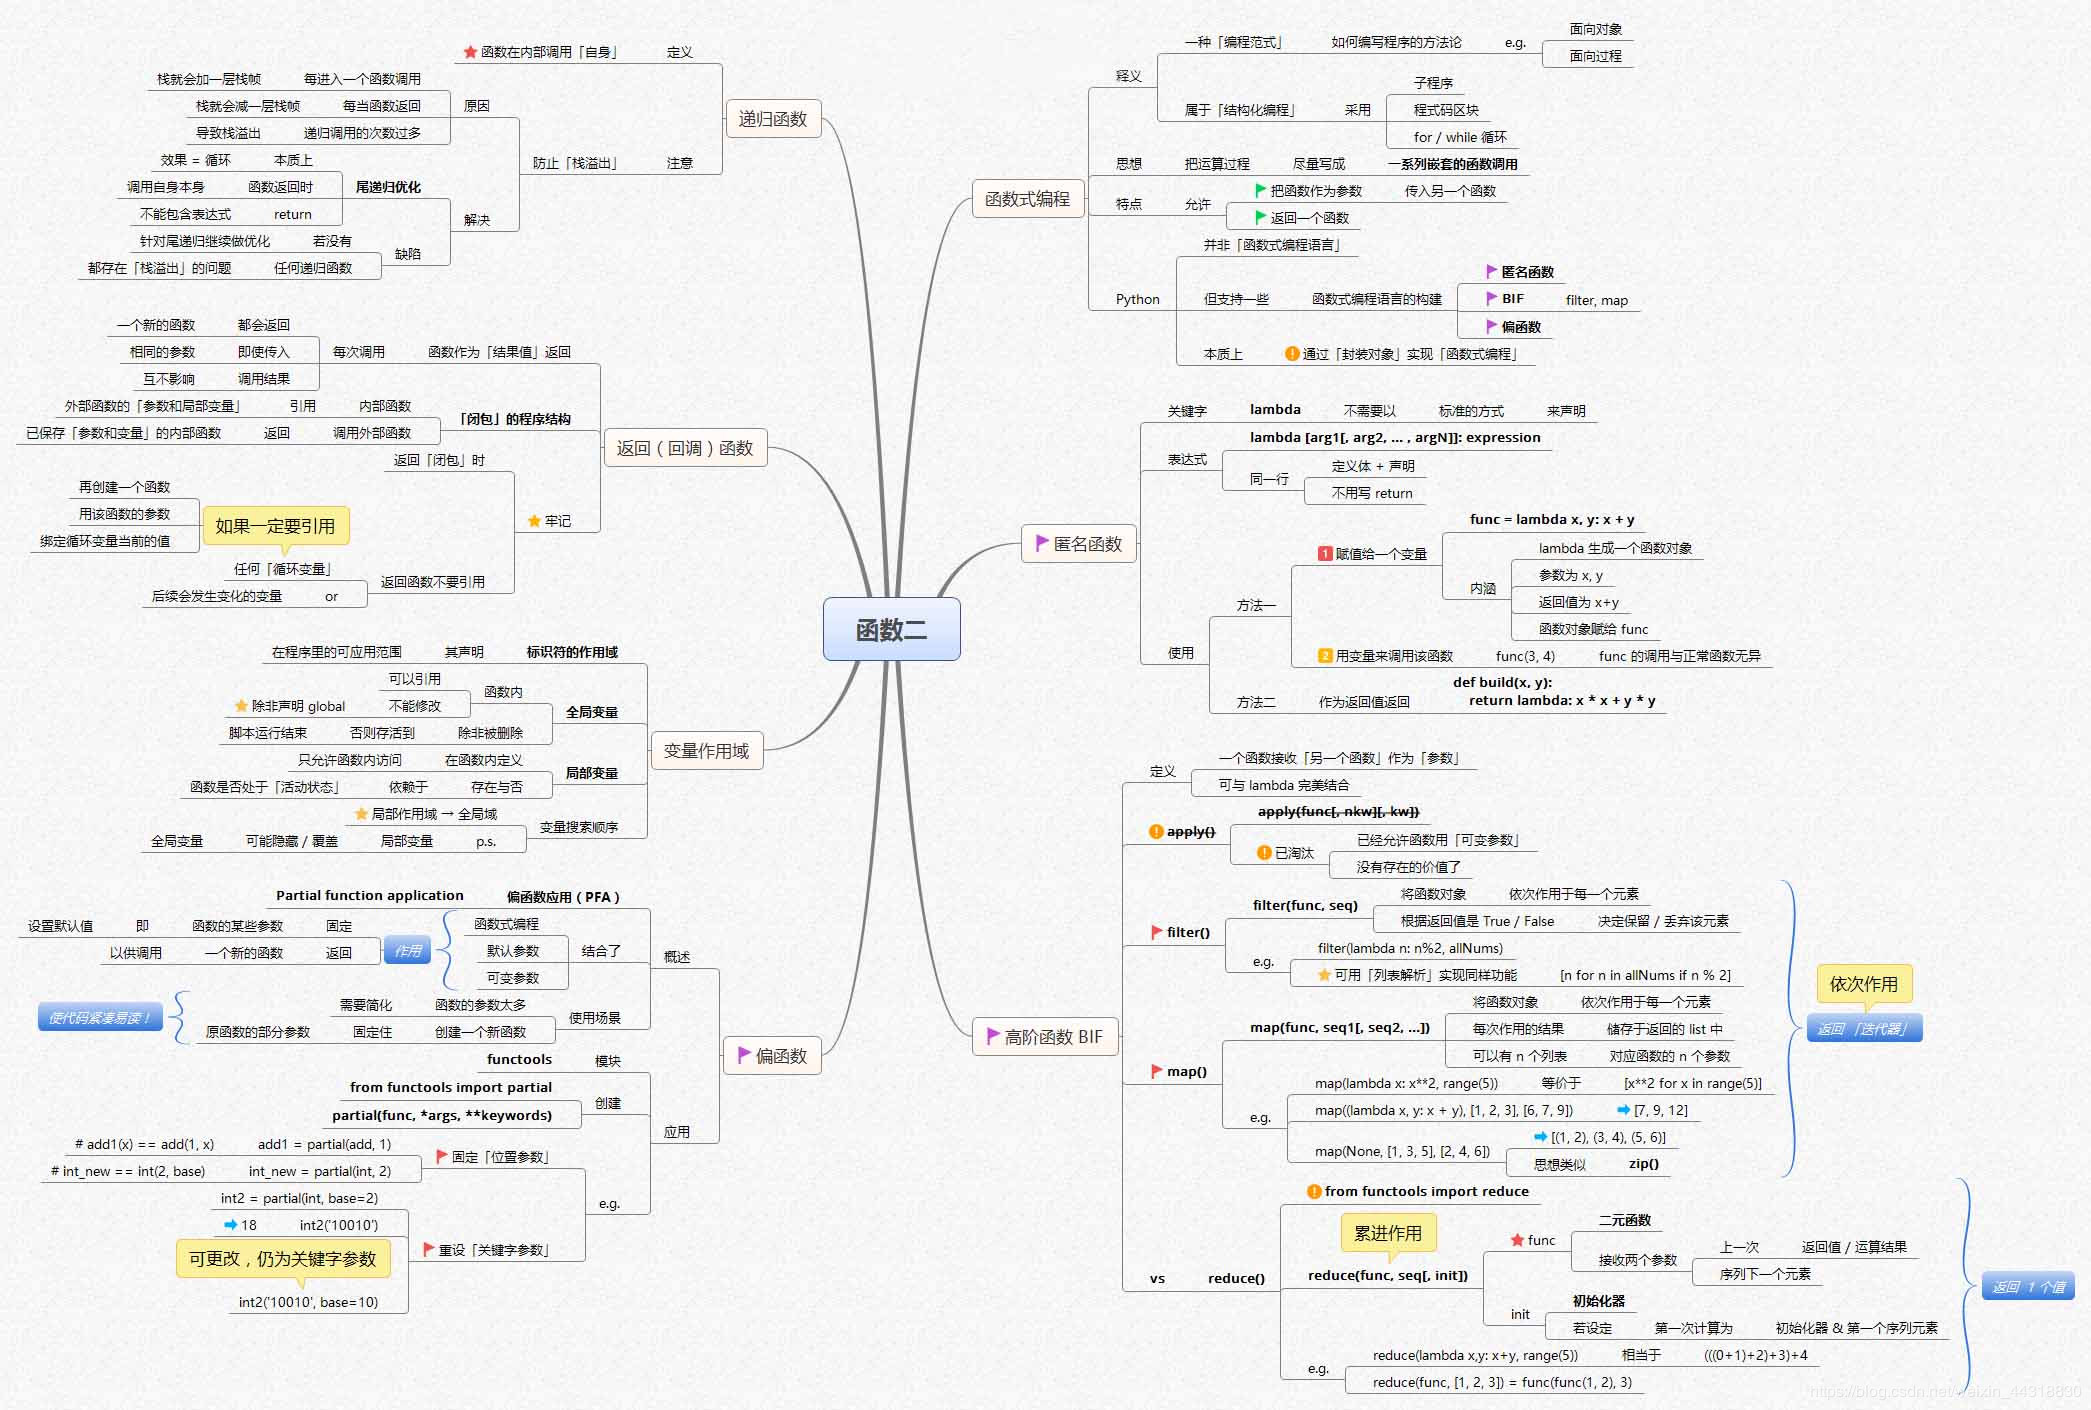 函数二
递归函数
定义
函数在内部调用「自身」
注意
防止「栈溢出」
原因
每进入一个函数调用
栈就会加一层栈帧
每当函数返回
栈就会减一层栈帧
递归调用的次数过多
导致栈溢出
解决
尾递归优化
本质上
效果 = 循环
函数返回时
调用自身本身
return
不能包含表达式
缺陷
若没有
针对尾递归继续做优化
任何递归函数
都存在「栈溢出」的问题
返回（回调）函数
函数作为「结果值」返回
每次调用
都会返回
一个新的函数
即使传入
相同的参数
调用结果
互不影响
「闭包」的程序结构
内部函数
引用
外部函数的「参数和局部变量」
调用外部函数
返回
已保存「参数和变量」的内部函数
牢记
返回「闭包」时
返回函数不要引用
任何「循环变量」
or
后续会发生变化的变量
如果一定要引用
再创建一个函数
用该函数的参数
绑定循环变量当前的值
变量作用域
标识符的作用域
其声明
在程序里的可应用范围
全局变量
函数内
可以引用
不能修改
除非声明 global
除非被删除
否则存活到
脚本运行结束
局部变量
在函数内定义
只允许函数内访问
存在与否
依赖于
函数是否处于「活动状态」
变量搜索顺序
局部作用域 → 全局域
p.s.
局部变量
可能隐藏 / 覆盖
全局变量
偏函数
概述
偏函数应用（PFA）
Partial function application
结合了
函数式编程
默认参数
可变参数
作用
固定
函数的某些参数
即
设置默认值
返回
一个新的函数
以供调用
使用场景
函数的参数太多
需要简化
创建一个新函数
固定住
原函数的部分参数
使代码紧凑易读！
应用
模块
functools
创建
from functools import partial
partial(func, *args, **keywords)
e.g.
固定「位置参数」
add1 = partial(add, 1)
# add1(x) == add(1, x)
int_new = partial(int, 2)
# int_new == int(2, base)
重设「关键字参数」
int2 = partial(int, base=2)
int2('10010')
18
int2('10010', base=10)
可更改，仍为关键字参数
函数式编程
释义
一种「编程范式」
如何编写程序的方法论
e.g.
面向对象
面向过程
属于「结构化编程」
采用
子程序
程式码区块
for / while 循环
思想
把运算过程
尽量写成
一系列嵌套的函数调用
特点
允许
把函数作为参数
传入另一个函数
返回一个函数
Python
并非「函数式编程语言」
但支持一些
函数式编程语言的构建
匿名函数
BIF
filter, map
偏函数
本质上
通过「封装对象」实现「函数式编程」
匿名函数
关键字
lambda
不需要以
标准的方式
来声明
表达式
lambda [arg1[, arg2, ... , argN]]: expression
同一行
定义体 + 声明
不用写 return
使用
方法一
1 赋值给一个变量
func = lambda x, y: x + y
内涵
lambda 生成一个函数对象
参数为 x, y
返回值为 x+y
函数对象赋给 func
2 用变量来调用该函数
func(3, 4)
func 的调用与正常函数无异
方法二
作为返回值返回
def build(x, y):
return lambda: x * x + y * y
高阶函数 BIF
定义
一个函数接收「另一个函数」作为「参数」
可与 lambda 完美结合
apply()
apply(func[, nkw][, kw])
已淘汰
已经允许函数用「可变参数」
没有存在的价值了
filter()
filter(func, seq)
将函数对象
依次作用于每一个元素
根据返回值是 True / False
决定保留 / 丢弃该元素
e.g.
filter(lambda n: n%2, allNums)
可用「列表解析」实现同样功能
[n for n in allNums if n % 2]
map()
map(func, seq1[, seq2, ...])
将函数对象
依次作用于每一个元素
每次作用的结果
储存于返回的 list 中
可以有 n 个列表
对应函数的 n 个参数
e.g.
map(lambda x: x**2, range(5))
等价于
[x**2 for x in range(5)]
map((lambda x, y: x + y), [1, 2, 3], [6, 7, 9])
[7, 9, 12]
map(None, [1, 3, 5], [2, 4, 6])
[(1, 2), (3, 4), (5, 6)]
思想类似
zip()
依次作用
返回 「迭代器」
vs
reduce()
from functools import reduce
累进作用
reduce(func, seq[, init])
func
二元函数
接收两个参数
上一次
返回值 / 运算结果
序列下一个元素
init
初始化器
若设定
第一次计算为
初始化器 & 第一个序列元素
e.g.
reduce(lambda x,y: x+y, range(5))
相当于
(((0+1)+2)+3)+4
reduce(func, [1, 2, 3]) = func(func(1, 2), 3)
返回 1 个值
https://blog.csdn.net/weixin_44318830